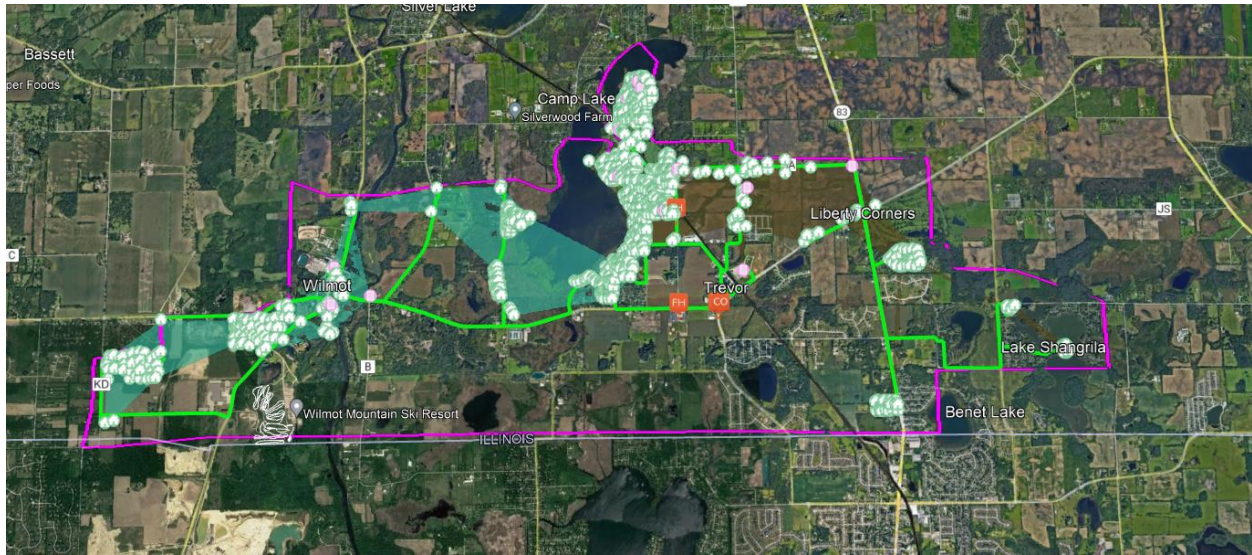 Silver Lake
Bassett
per Foods
Camp Lake
Silverwood Farm
83
A
JS
Liberty Corners
C
Wilmot
Trevor
FH
CO
Lake Shangrila
B
KD
Wilmot Mountain Ski Resort
Benet Lake
ILLINOIS